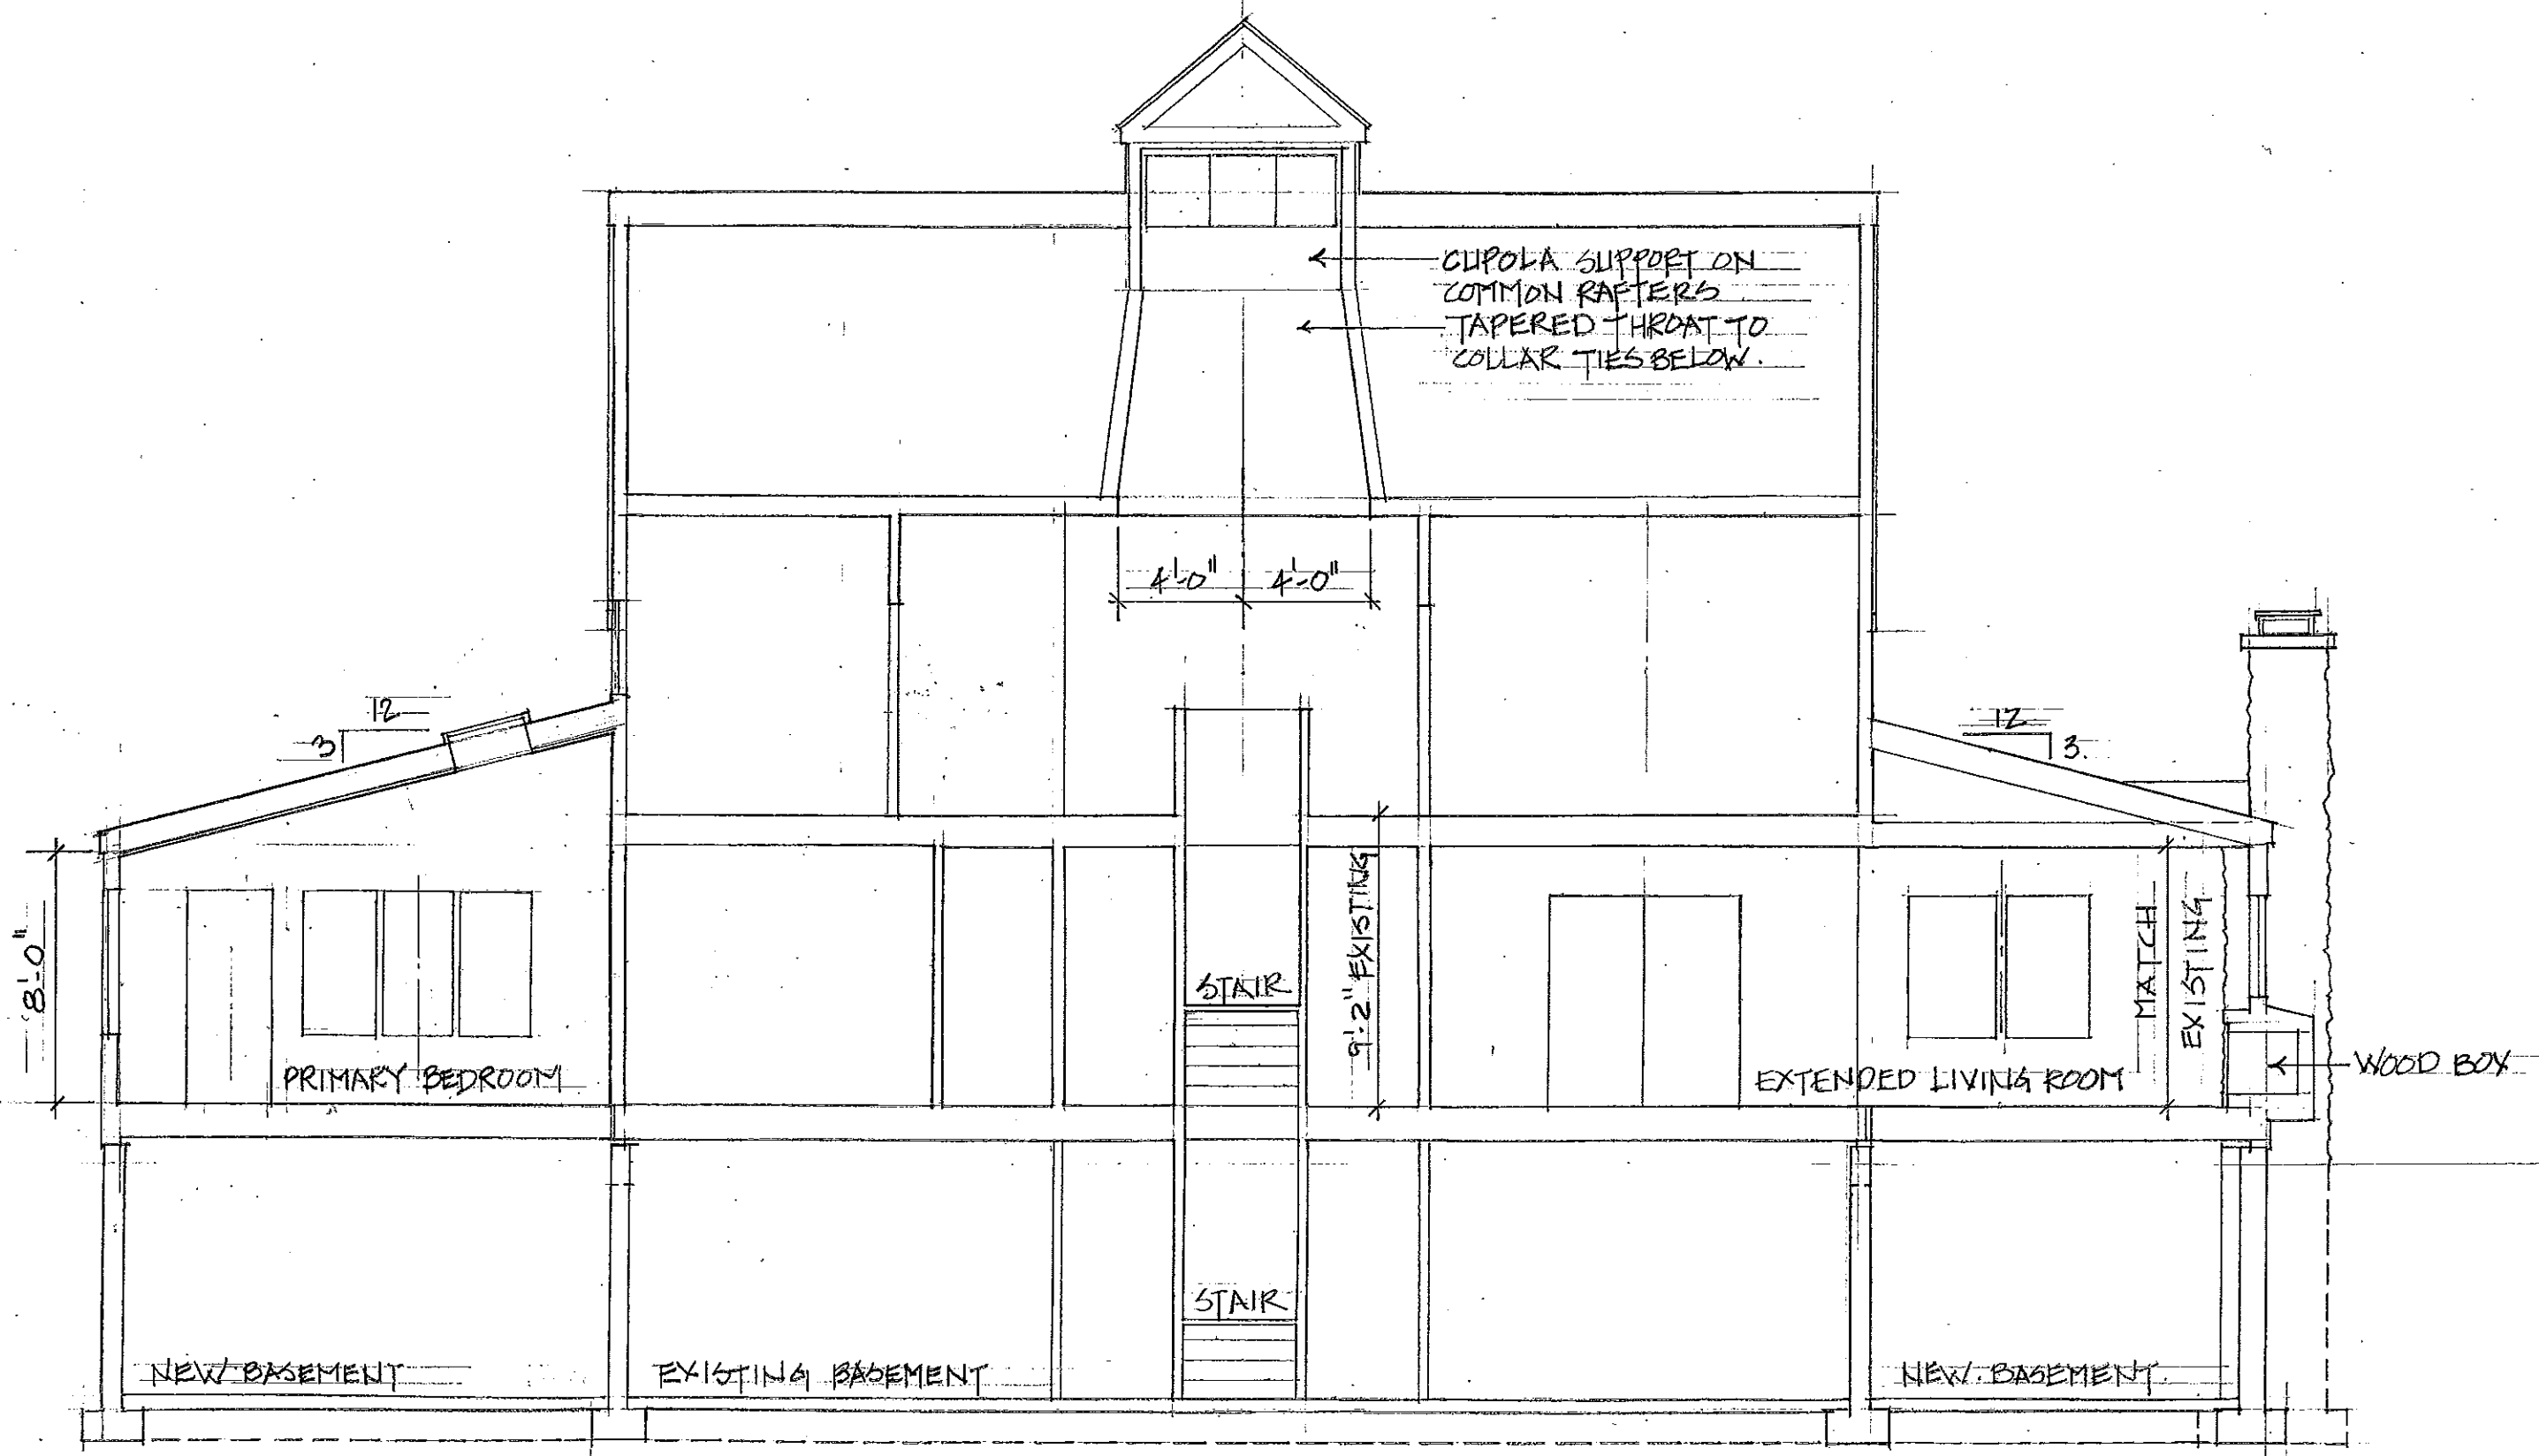 CUPOLA SUPPORT ON
COMMON RAFTERS
TAPERED THROAT TO
COLLAR TIES BELOW.
4'-0" 4'-0"
12
3
12
3.
8'-0"
9'-2" EXISTING
MATCH
EXISTING
STAIR
PRIMARY BEDROOM
EXTENDED LIVING ROOM
WOOD BOX
STAIR
NEW BASEMENT
EXISTING BASEMENT
NEW BASEMENT.